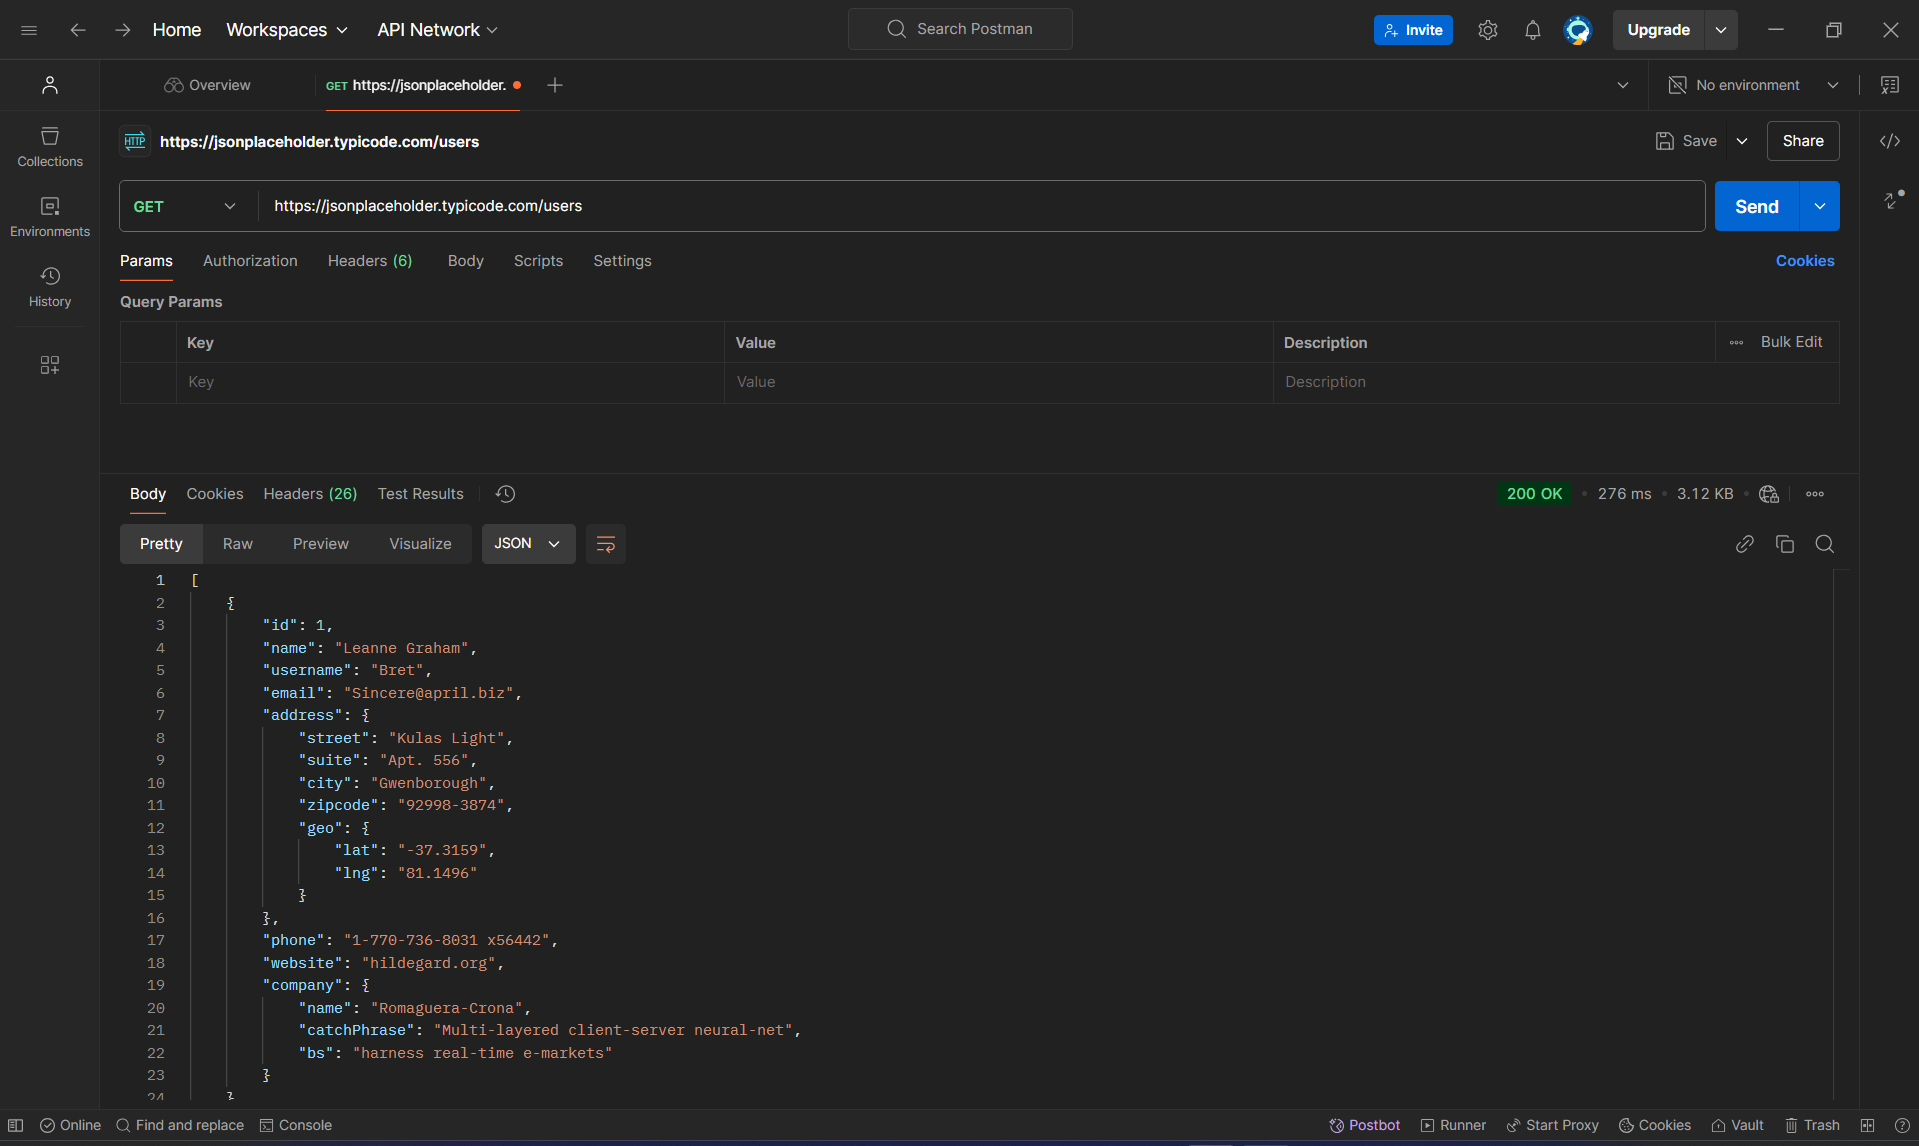 Home Workspaces API Network Search Postman Invite Upgrade
Overview GET https://jsonplaceholder. No environment
HTTP https://jsonplaceholder.typicode.com/users Save Share
Collections
GET https://jsonplaceholder.typicode.com/users Send
Environments
Params Authorization Headers (6) Body Scripts Settings Cookies
History
Query Params
Key Value Description Bulk Edit
Key Value Description
Body Cookies Headers (26) Test Results 200 OK 276 ms 3.12 KB
Pretty Raw Preview Visualize JSON
1 [
2 {
3 "id": 1,
4 "name": "Leanne Graham",
5 "username": "Bret",
6 "email": "Sincere@april.biz",
7 "address": {
8 "street": "Kulas Light",
9 "suite": "Apt. 556",
10 "city": "Gwenborough",
11 "zipcode": "92998-3874",
12 "geo": {
13 "lat": "-37.3159",
14 "lng": "81.1496"
15 }
16 },
17 "phone": "1-770-736-8031 x56442",
18 "website": "hildegard.org",
19 "company": {
20 "name": "Romaguera-Crona",
21 "catchPhrase": "Multi-layered client-server neural-net",
22 "bs": "harness real-time e-markets"
23 }
24 }
Online Find and replace Console Postbot Runner Start Proxy Cookies Vault Trash